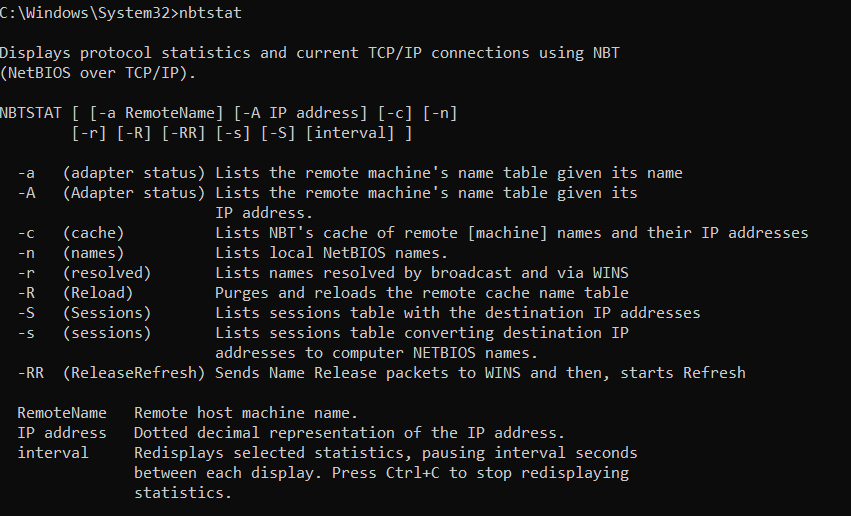 C:\Windows\System32>nbtstat
Displays protocol statistics and current TCP/IP connections using NBT
(NetBIOS over TCP/IP).
NBTSTAT [ [-a RemoteName] [-A IP address] [-c] [-n]
[-r] [-R] [-RR] [-s] [-S] [interval] ]
-a (adapter status) Lists the remote machine's name table given its name
-A (Adapter status) Lists the remote machine's name table given its
IP address.
-c (cache) Lists NBT's cache of remote [machine] names and their IP addresses
-n (names) Lists local NetBIOS names.
-r (resolved) Lists names resolved by broadcast and via WINS
-R (Reload) Purges and reloads the remote cache name table
-S (Sessions) Lists sessions table with the destination IP addresses
-s (sessions) Lists sessions table converting destination IP
addresses to computer NETBIOS names.
-RR (ReleaseRefresh) Sends Name Release packets to WINS and then, starts Refresh
RemoteName Remote host machine name.
IP address Dotted decimal representation of the IP address.
interval Redisplays selected statistics, pausing interval seconds
between each display. Press Ctrl+C to stop redisplaying
statistics.